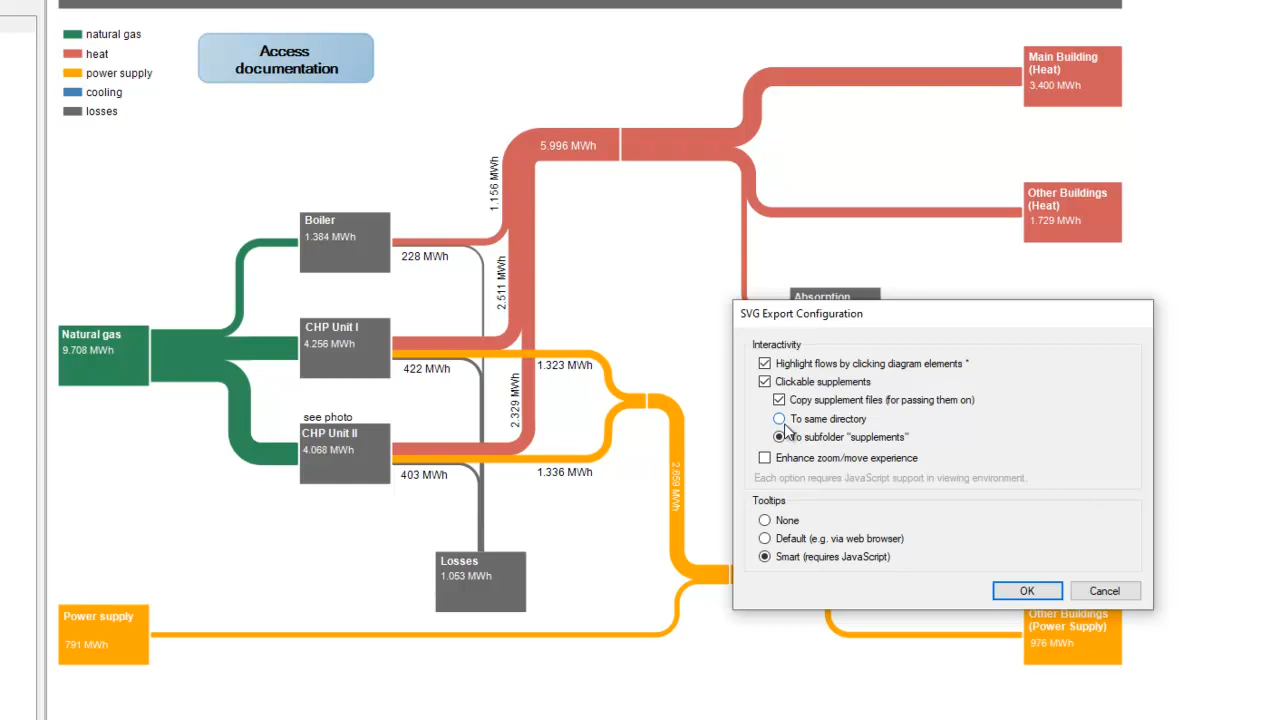 natural gas
heat
power supply
cooling
losses
Access
documentation
Main Building
(Heat)
3.400 MWh
5.996 MWh
1.156 MWh
Other Buildings
(Heat)
1.729 MWh
Boiler
1.384 MWh
228 MWh
2.511 MWh
Absorption
Natural gas
9.708 MWh
CHP Unit I
4.256 MWh
422 MWh
1.323 MWh
2.329 MWh
see photo
CHP Unit II
4.068 MWh
403 MWh
1.336 MWh
2.659 MWh
Losses
1.053 MWh
Power supply
791 MWh
SVG Export Configuration
Interactivity
Highlight flows by clicking diagram elements *
Clickable supplements
Copy supplement files (for passing them on)
To same directory
To subfolder "supplements"
Enhance zoom/move experience
Each option requires JavaScript support in viewing environment.
Tooltips
None
Default (e.g. via web browser)
Smart (requires JavaScript)
OK
Cancel
Other Buildings
(Power Supply)
976 MWh